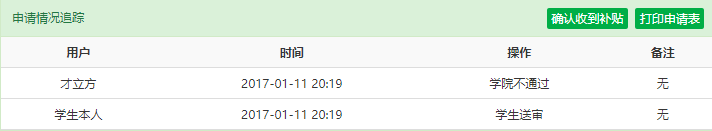 申请情况追踪 确认收到补贴 打印申请表
用户 时间 操作 备注
才立方 2017-01-11 20:19 学院不通过 无
学生本人 2017-01-11 20:19 学生送审 无